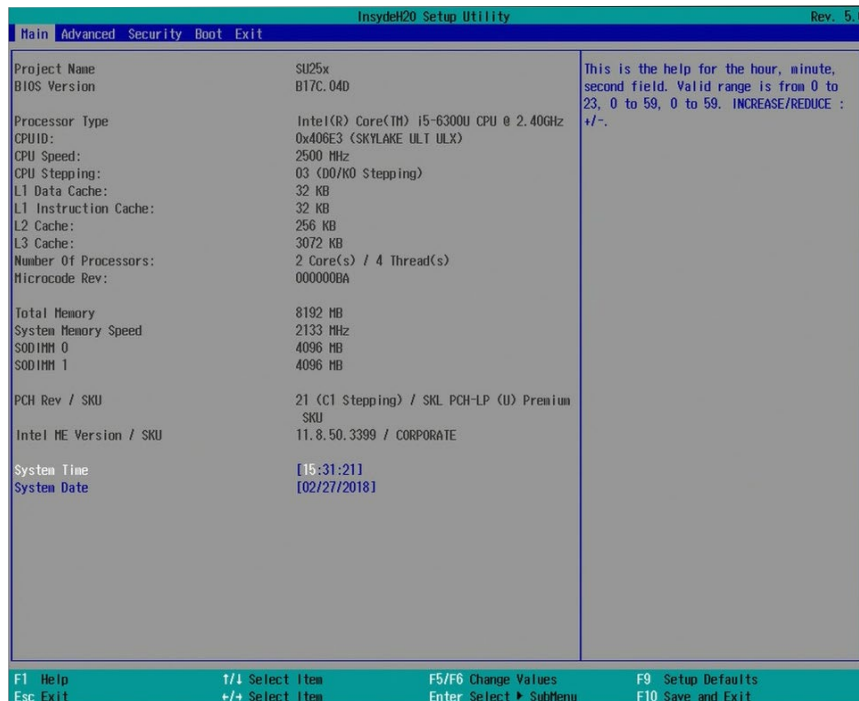 InsydeH2O Setup Utility Rev. 5.
Main Advanced Security Boot Exit
Project Name SU25x
BIOS Version B17C.04D
Processor Type Intel(R) Core(TM) i5-6300U CPU @ 2.40GHz
CPUID: 0x406E3 (SKYLAKE ULT ULX)
CPU Speed: 2500 MHz
CPU Stepping: 03 (D0/K0 Stepping)
L1 Data Cache: 32 KB
L1 Instruction Cache: 32 KB
L2 Cache: 256 KB
L3 Cache: 3072 KB
Number Of Processors: 2 Core(s) / 4 Thread(s)
Microcode Rev: 000000BA
Total Memory 8192 MB
System Memory Speed 2133 MHz
SODIMM 0 4096 MB
SODIMM 1 4096 MB
PCH Rev / SKU 21 (C1 Stepping) / SKL PCH-LP (U) Premium
SKU
Intel ME Version / SKU 11.8.50.3399 / CORPORATE
System Time [15:31:21]
System Date [02/27/2018]
This is the help for the hour, minute,
second field. Valid range is from 0 to
23, 0 to 59, 0 to 59. INCREASE/REDUCE :
+/-.
F1 Help ↑/↓ Select Item F5/F6 Change Values F9 Setup Defaults
Esc Exit ←/→ Select Item Enter Select ▶ SubMenu F10 Save and Exit